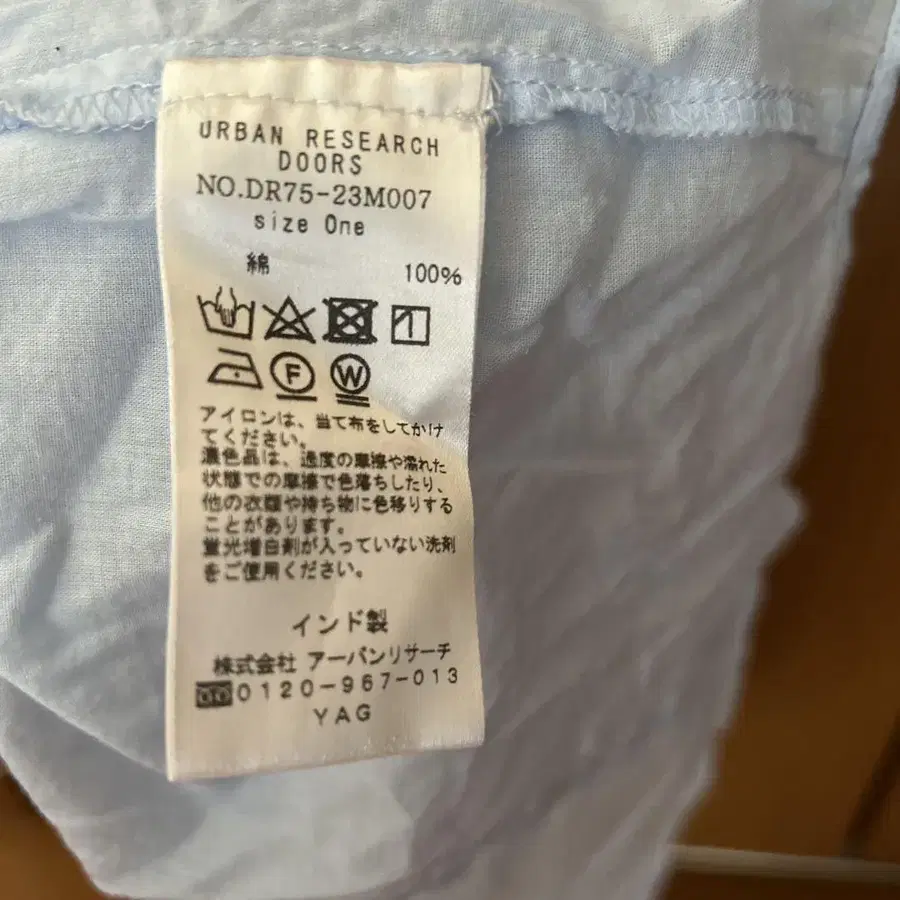 URBAN RESEARCH
DOORS
NO.DR75-23M007
size One
綿 100%
F W
アイロンは、当て布をしてかけ
てください。
濃色品は、過度の摩擦や濡れた
状態での摩擦で色落ちしたり、
他の衣類や持ち物に色移りする
ことがあります。
蛍光増白剤が入っていない洗剤
をご使用ください。
インド製
株式会社 アーバンリサーチ
0120-967-013
YAG